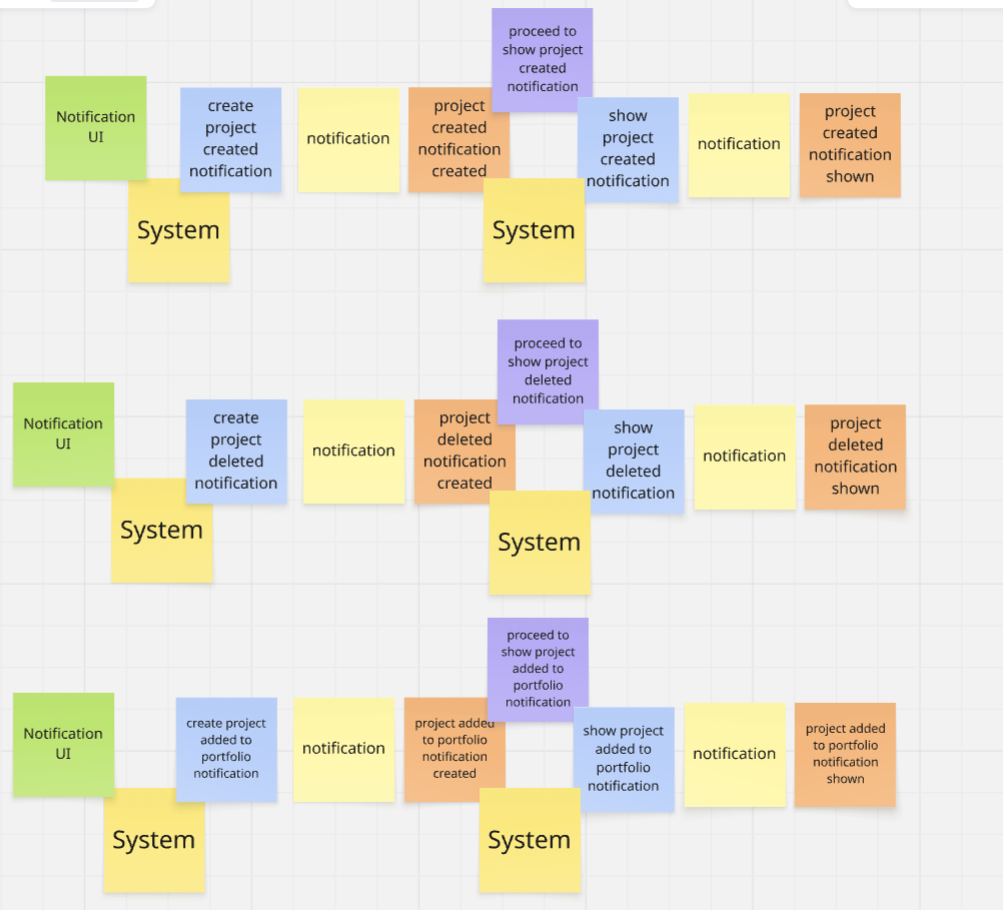 proceed to
show project
created
notification
Notification
UI
create
project
created
notification
notification
project
created
notification
created
show
project
created
notification
notification
project
created
notification
shown
System
System
proceed to
show project
deleted
notification
Notification
UI
create
project
deleted
notification
notification
project
deleted
notification
created
show
project
deleted
notification
notification
project
deleted
notification
shown
System
System
proceed to
show project
added to
portfolio
notification
Notification
UI
create project
added to
portfolio
notification
notification
project added
to portfolio
notification
created
show project
added to
portfolio
notification
notification
project added
to portfolio
notification
shown
System
System